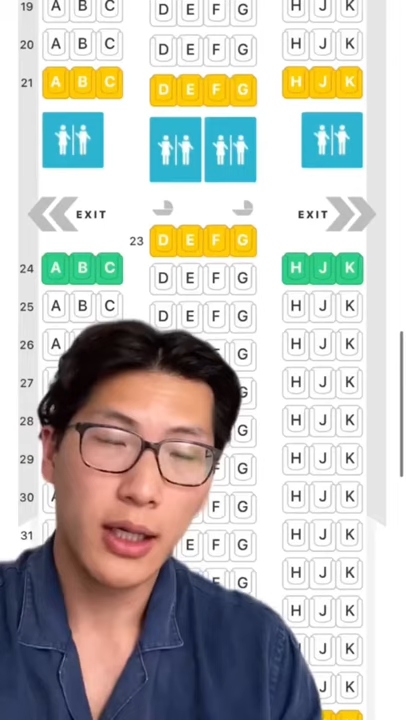 19 A B C D E F G H J K
20 A B C D E F G H J K
21 A B C D E F G H J K
EXIT EXIT
23 D E F G
24 A B C D E F G H J K
25 A B C D E F G H J K
26 A F G H J K
27 G H J K
28 G H J K
29 F G H J K
30 F G H J K
31 E F G H J K
G H J K
H J K
J K
J K